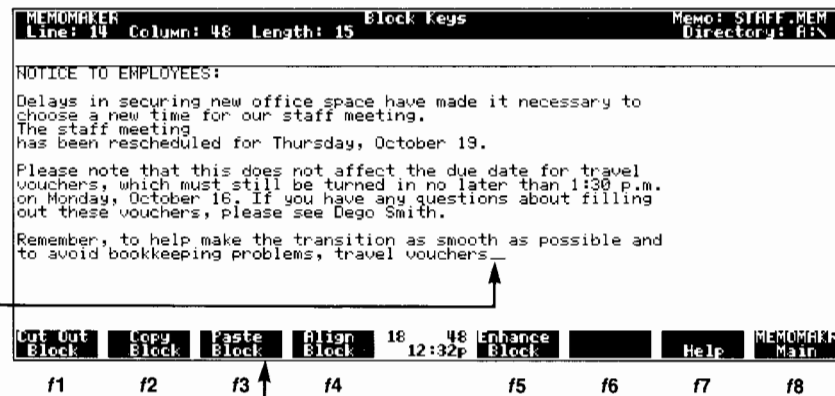 MEMOMAKER Block Keys Memo: STAFF.MEM
Line: 14 Column: 48 Length: 15 Directory: A:\
NOTICE TO EMPLOYEES:
Delays in securing new office space have made it necessary to
choose a new time for our staff meeting.
The staff meeting
has been rescheduled for Thursday, October 19.
Please note that this does not affect the due date for travel
vouchers, which must still be turned in no later than 1:30 p.m.
on Monday, October 16. If you have any questions about filling
out these vouchers, please see Dego Smith.
Remember, to help make the transition as smooth as possible and
to avoid bookkeeping problems, travel vouchers_
Cut Out Copy Paste Align 18 48 Enhance MEMOMAKR
Block Block Block Block 12:32p Block Help Main
f1 f2 f3 f4 f5 f6 f7 f8